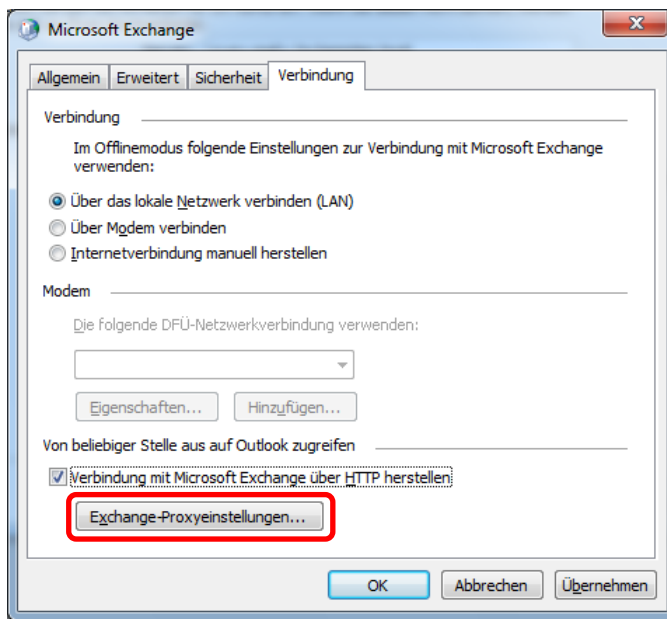 Microsoft Exchange
Allgemein Erweitert Sicherheit Verbindung
Verbindung
Im Offlinemodus folgende Einstellungen zur Verbindung mit Microsoft Exchange
verwenden:
Über das lokale Netzwerk verbinden (LAN)
Über Modem verbinden
Internetverbindung manuell herstellen
Modem
Die folgende DFÜ-Netzwerkverbindung verwenden:
Eigenschaften... Hinzufügen...
Von beliebiger Stelle aus auf Outlook zugreifen
Verbindung mit Microsoft Exchange über HTTP herstellen
Exchange-Proxyeinstellungen...
OK Abbrechen Übernehmen